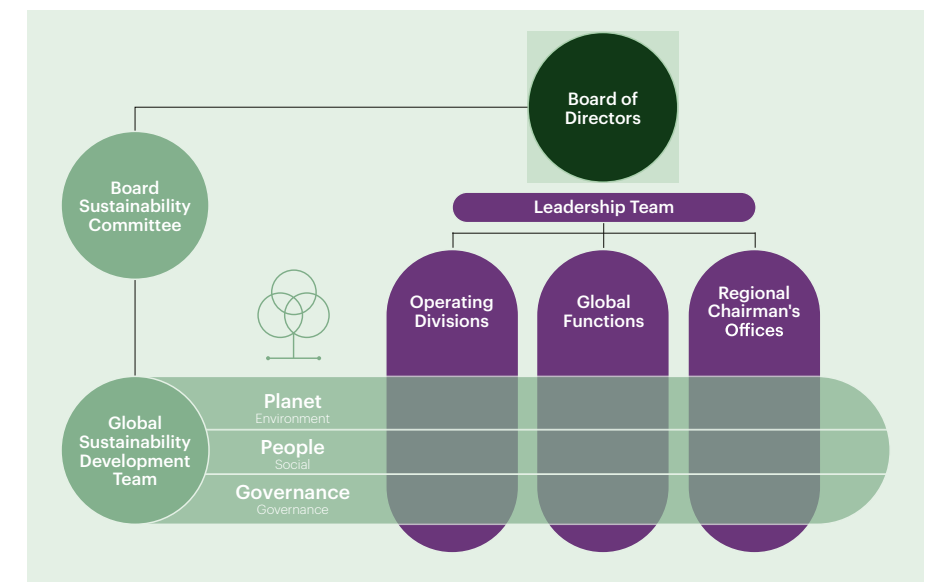 Board of
Directors
Board
Sustainability
Committee
Leadership Team
Operating
Divisions
Global
Functions
Regional
Chairman's
Offices
Global
Sustainability
Development
Team
Planet
Environment
People
Social
Governance
Governance